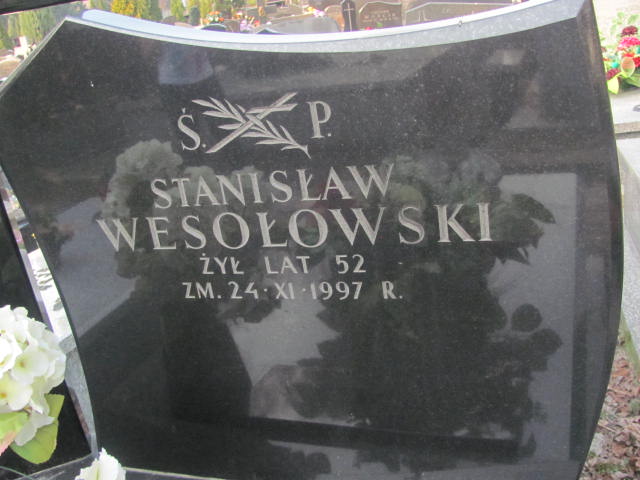 Ś. P.
STANISŁAW
WESOŁOWSKI
ŻYŁ LAT 52
ZM. 24·XI·1997 R.